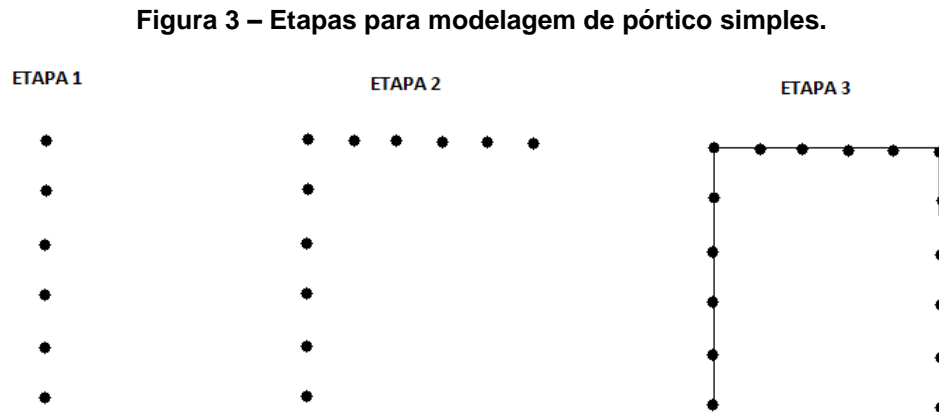 Figura 3 – Etapas para modelagem de pórtico simples.
ETAPA 1
ETAPA 2
ETAPA 3